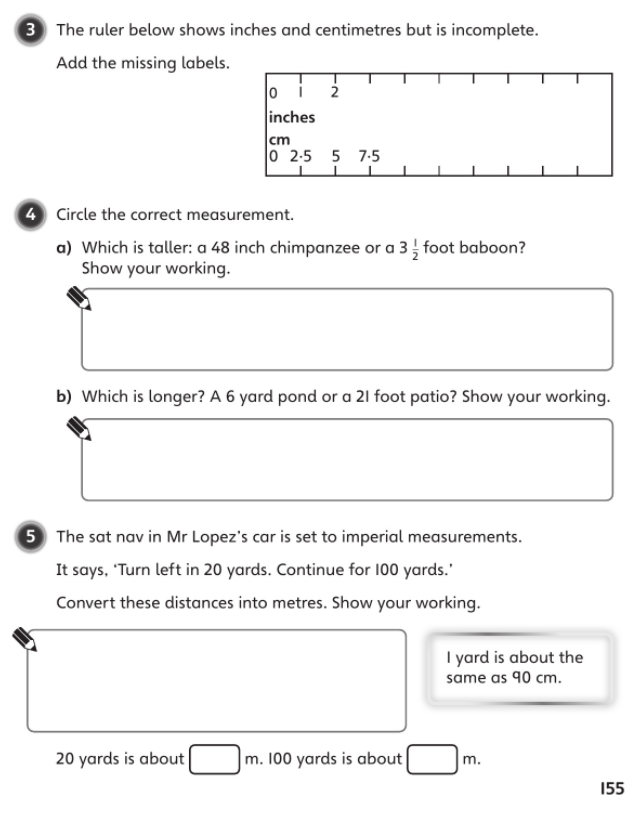 3 The ruler below shows inches and centimetres but is incomplete.
Add the missing labels.
0 1 2
inches
cm
0 2·5 5 7·5
4 Circle the correct measurement.
a) Which is taller: a 48 inch chimpanzee or a 3 1/2 foot baboon?
Show your working.
b) Which is longer? A 6 yard pond or a 21 foot patio? Show your working.
5 The sat nav in Mr Lopez’s car is set to imperial measurements.
It says, ‘Turn left in 20 yards. Continue for 100 yards.’
Convert these distances into metres. Show your working.
1 yard is about the
same as 90 cm.
20 yards is about m. 100 yards is about m.
155